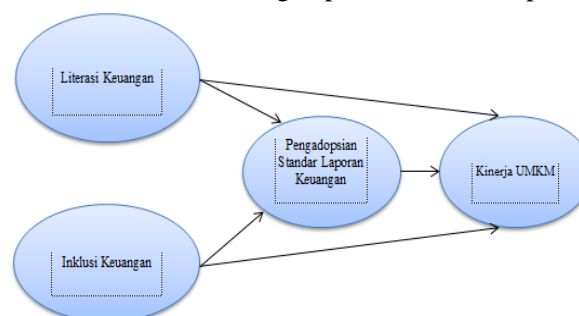 Literasi Keuangan
Pengadopsian
Standar Laporan
Keuangan
Kinerja UMKM
Inklusi Keuangan